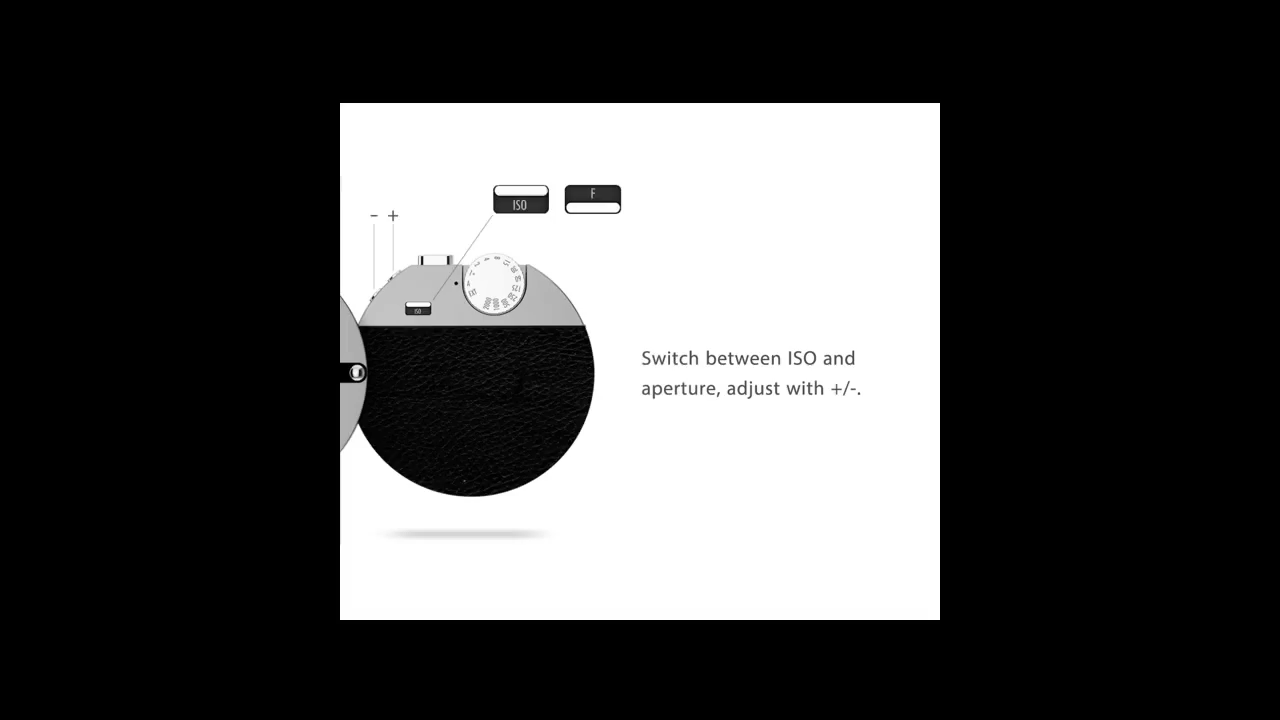 ISO F
- +
ISO
Switch between ISO and
aperture, adjust with +/-.